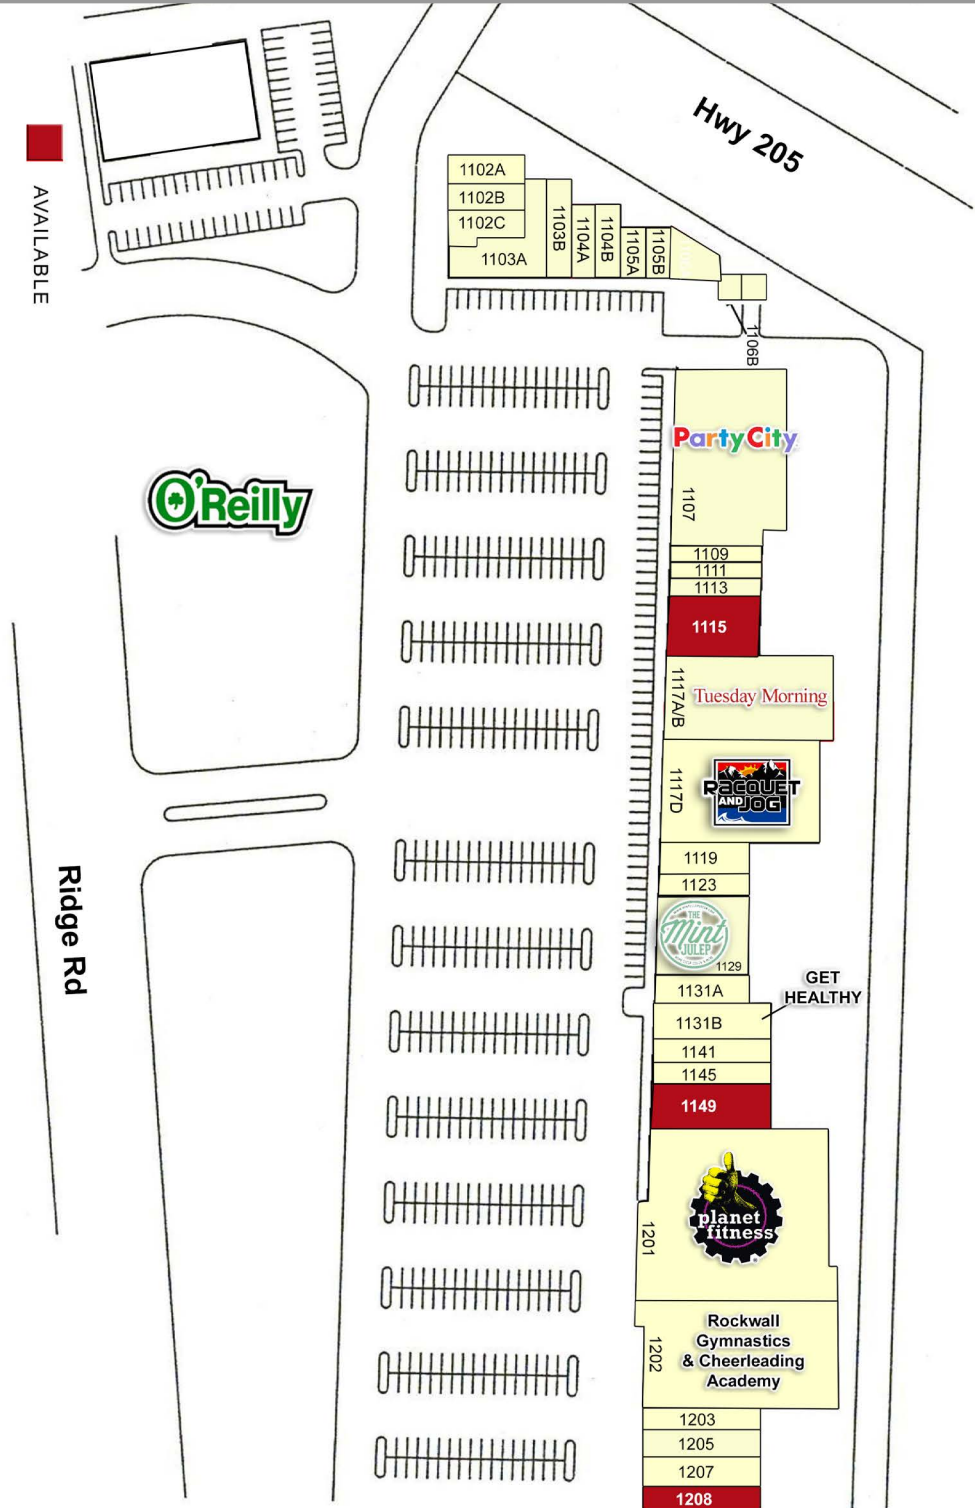 Hwy 205
AVAILABLE
1102A
1102B
1102C
1103A
1103B
1104A
1104B
1105A
1105B
1106B
O'Reilly
Party City
1107
1109
1111
1113
1115
1117A/B
Tuesday Morning
1117D
RACQUET
AND JOG
1119
1123
THE
Mint
JULEP
1129
Ridge Rd
1131A
GET
HEALTHY
1131B
1141
1145
1149
planet
fitness
1201
1202
Rockwall
Gymnastics
& Cheerleading
Academy
1203
1205
1207
1208